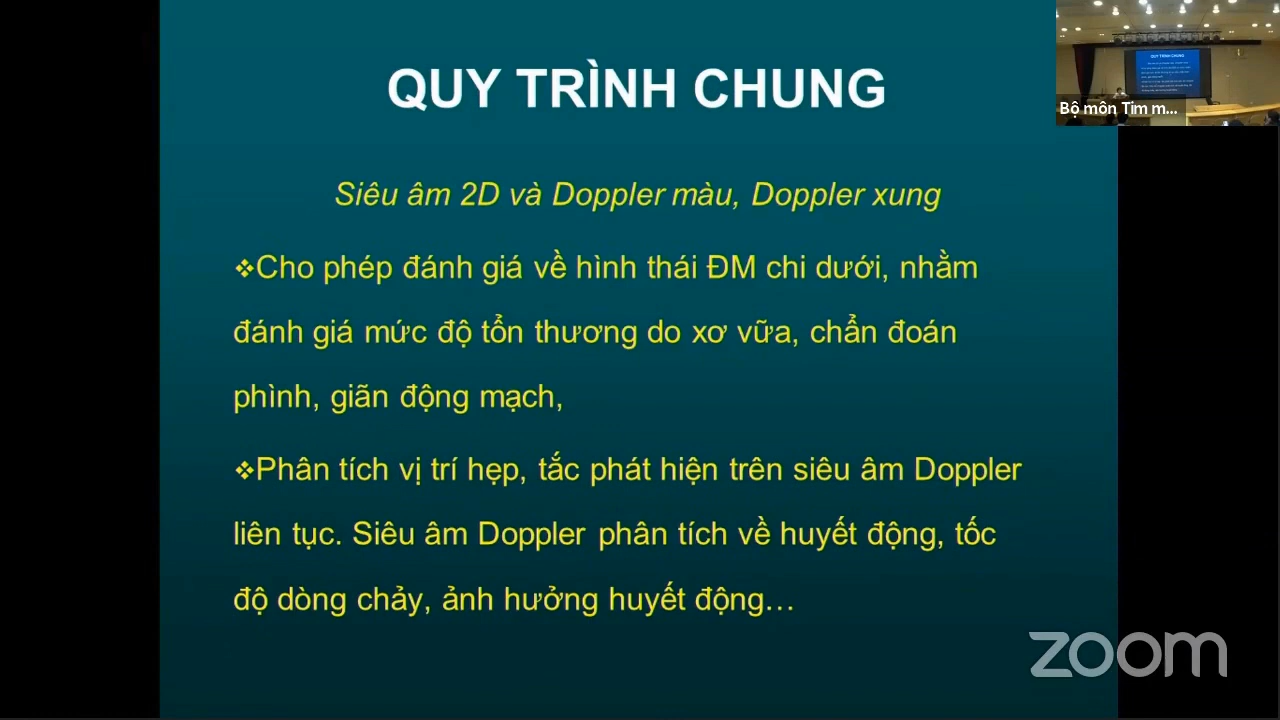 QUY TRÌNH CHUNG
Bộ môn Tim m...
Siêu âm 2D và Doppler màu, Doppler xung
❖Cho phép đánh giá về hình thái ĐM chi dưới, nhằm
đánh giá mức độ tổn thương do xơ vữa, chẩn đoán
phình, giãn động mạch,
❖Phân tích vị trí hẹp, tắc phát hiện trên siêu âm Doppler
liên tục. Siêu âm Doppler phân tích về huyết động, tốc
độ dòng chảy, ảnh hưởng huyết động…
zoom